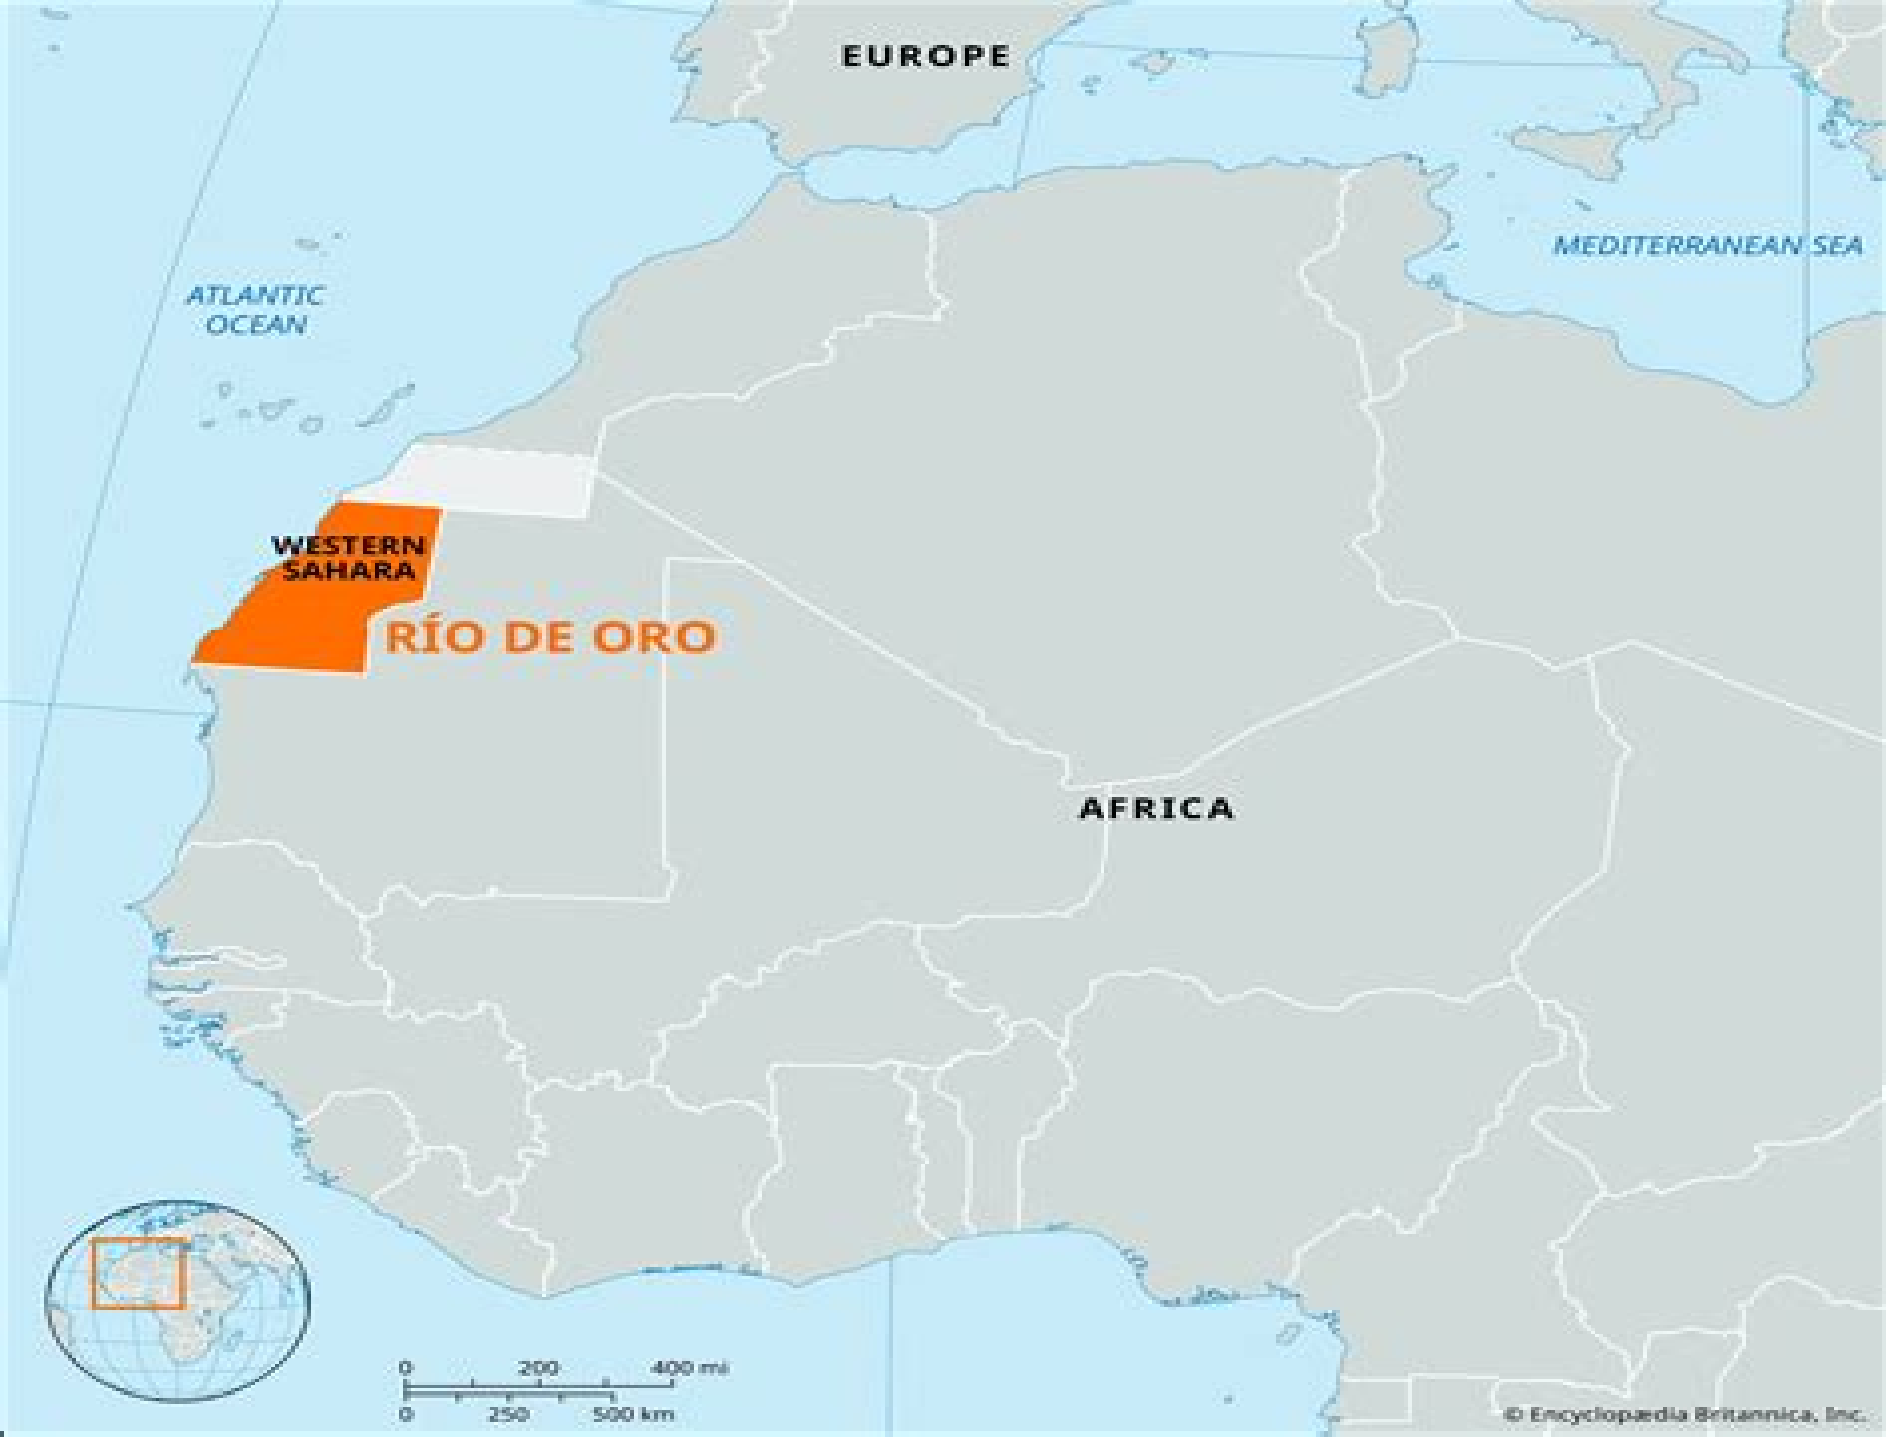 EUROPE
MEDITERRANEAN SEA
ATLANTIC
OCEAN
WESTERN
SAHARA
RÍO DE ORO
AFRICA
0 200 400 mi
0 250 500 km
© Encyclopædia Britannica, Inc.